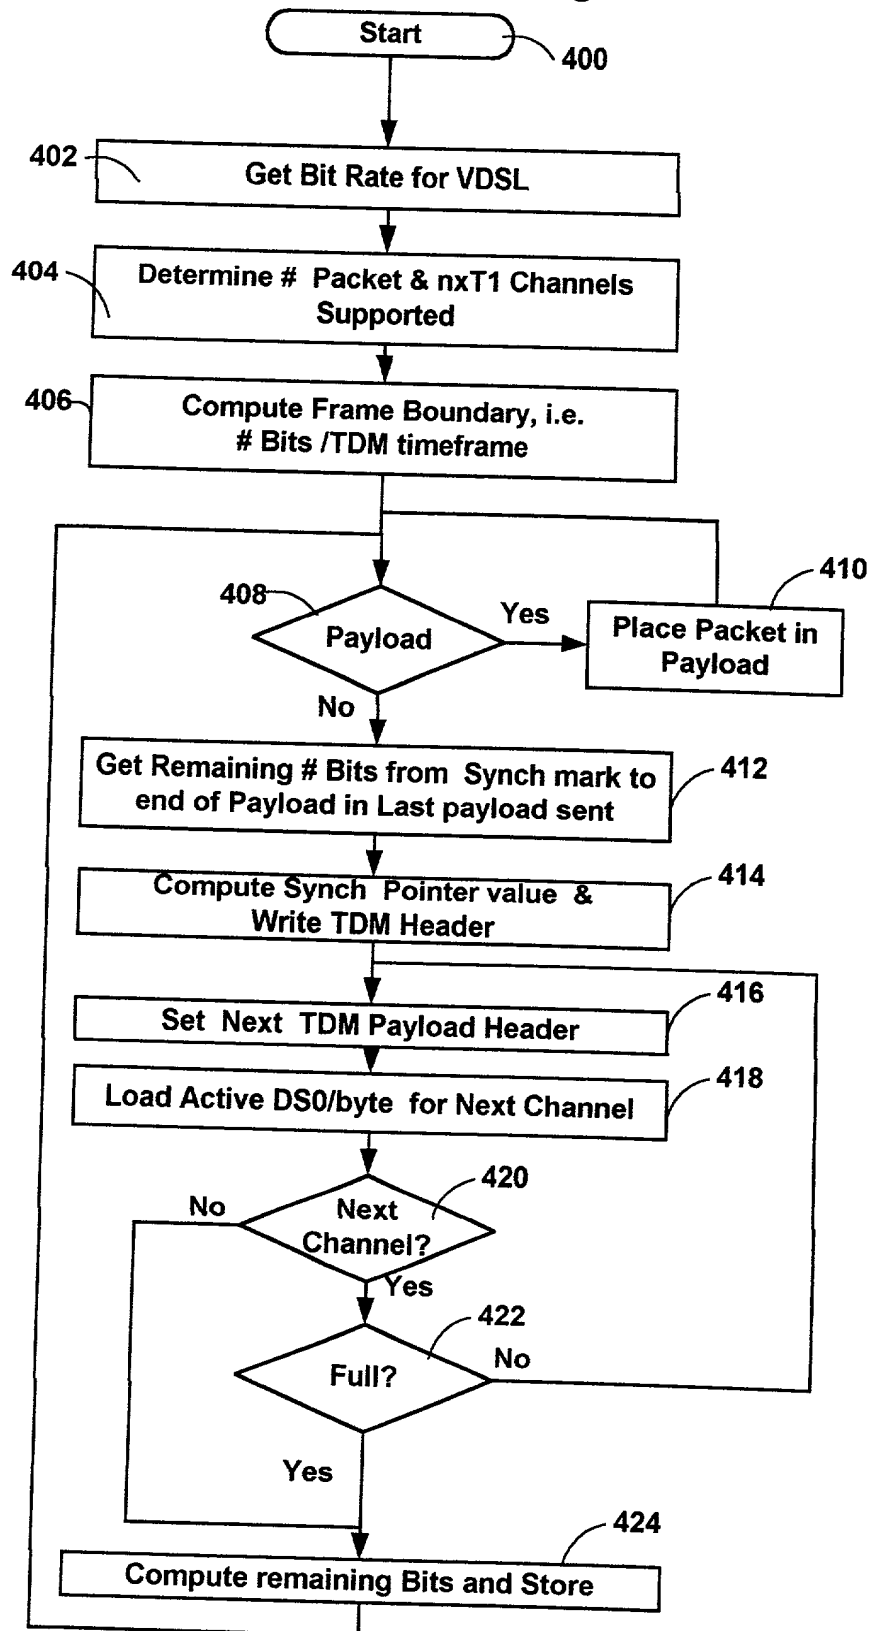 Start
400
402
Get Bit Rate for VDSL
404
Determine # Packet & nxT1 Channels
Supported
406
Compute Frame Boundary, i.e.
# Bits /TDM timeframe
408
Payload
Yes
410
Place Packet in
Payload
No
Get Remaining # Bits from Synch mark to
end of Payload in Last payload sent
412
Compute Synch Pointer value &
Write TDM Header
414
416
Set Next TDM Payload Header
418
Load Active DS0/byte for Next Channel
420
No
Next
Channel?
Yes
422
Full?
No
Yes
424
Compute remaining Bits and Store